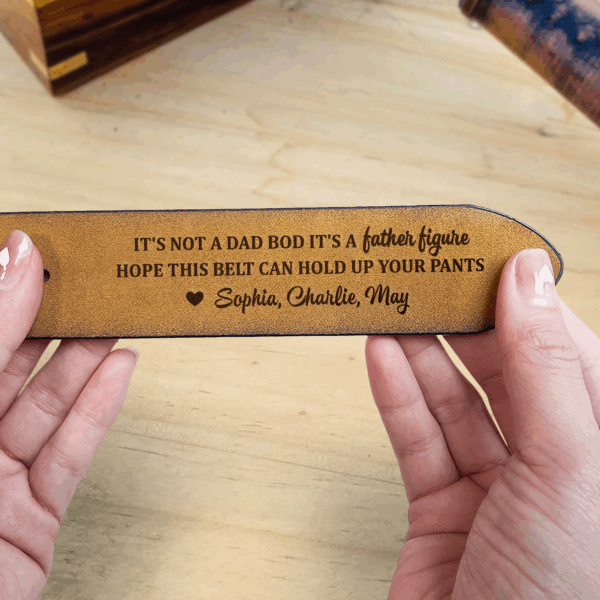 IT'S NOT A DAD BOD IT'S A father figure
HOPE THIS BELT CAN HOLD UP YOUR PANTS
♥ Sophia, Charlie, May